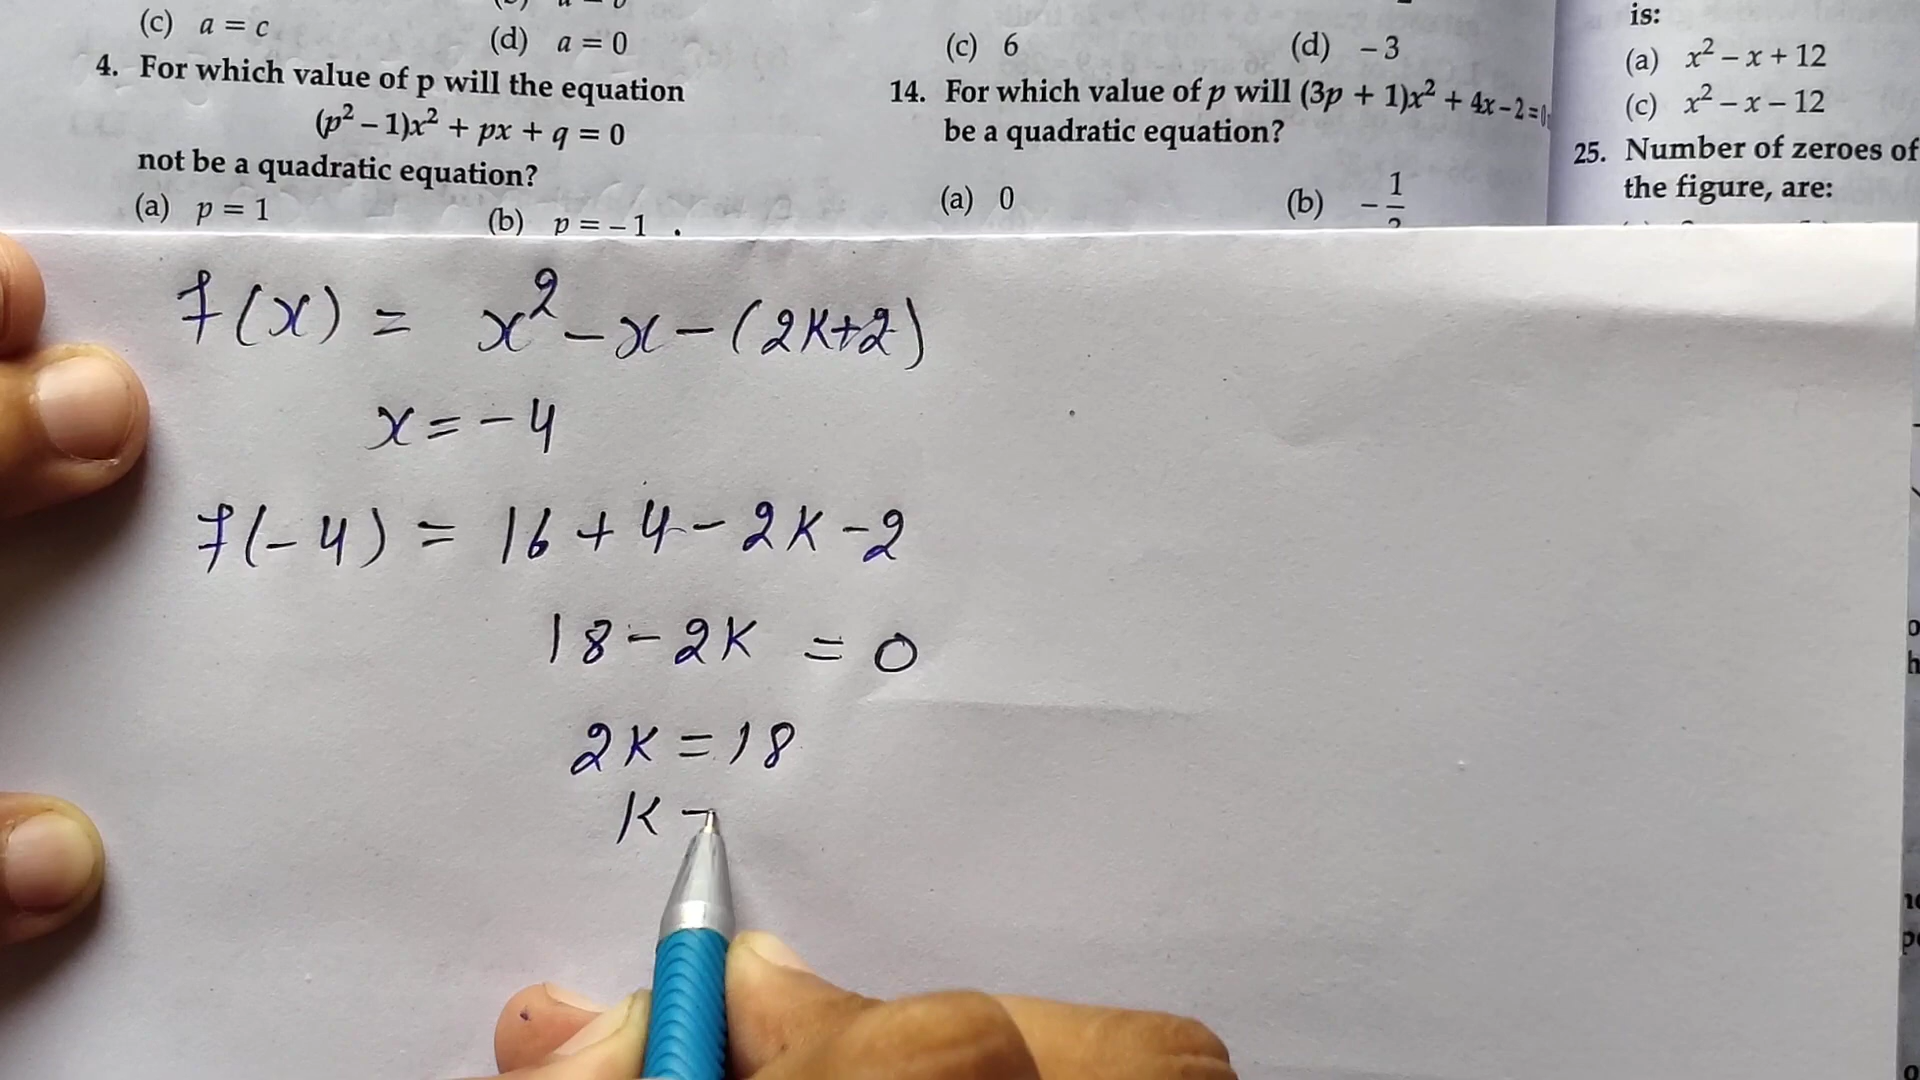 (c) a = c
(d) a = 0
4. For which value of p will the equation
(p² – 1)x² + px + q = 0
not be a quadratic equation?
(a) p = 1
(b) p = – 1
(c) 6
(d) – 3
14. For which value of p will (3p + 1)x² + 4x – 2 = 0
be a quadratic equation?
(a) 0
(b) – 1
is:
(a) x² – x + 12
(c) x² – x – 12
25. Number of zeroes of
the figure, are:
f(x) = x² – x – (2K+2)
x = – 4
f(– 4) = 16 + 4 – 2K – 2
18 – 2K = 0
2K = 18
K